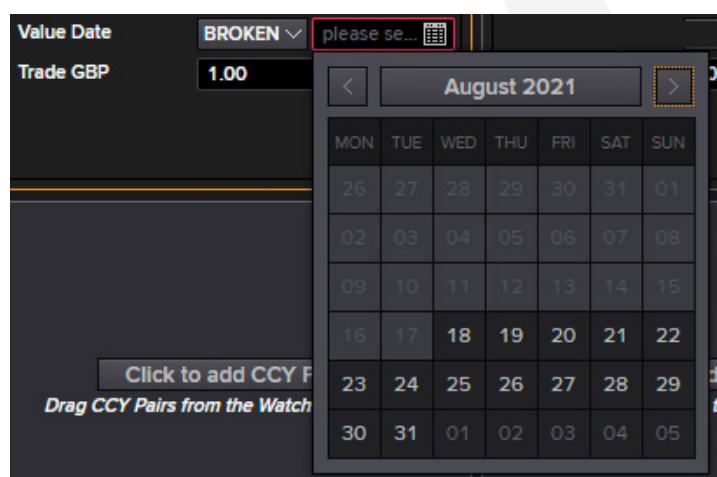 Value Date BROKEN please se...
Trade GBP 1.00
August 2021
MON TUE WED THU FRI SAT SUN
26 27 28 29 30 31 01
02 03 04 05 06 07 08
09 10 11 12 13 14 15
16 17 18 19 20 21 22
23 24 25 26 27 28 29
30 31 01 02 03 04 05
Click to add CCY
Drag CCY Pairs from the Watch